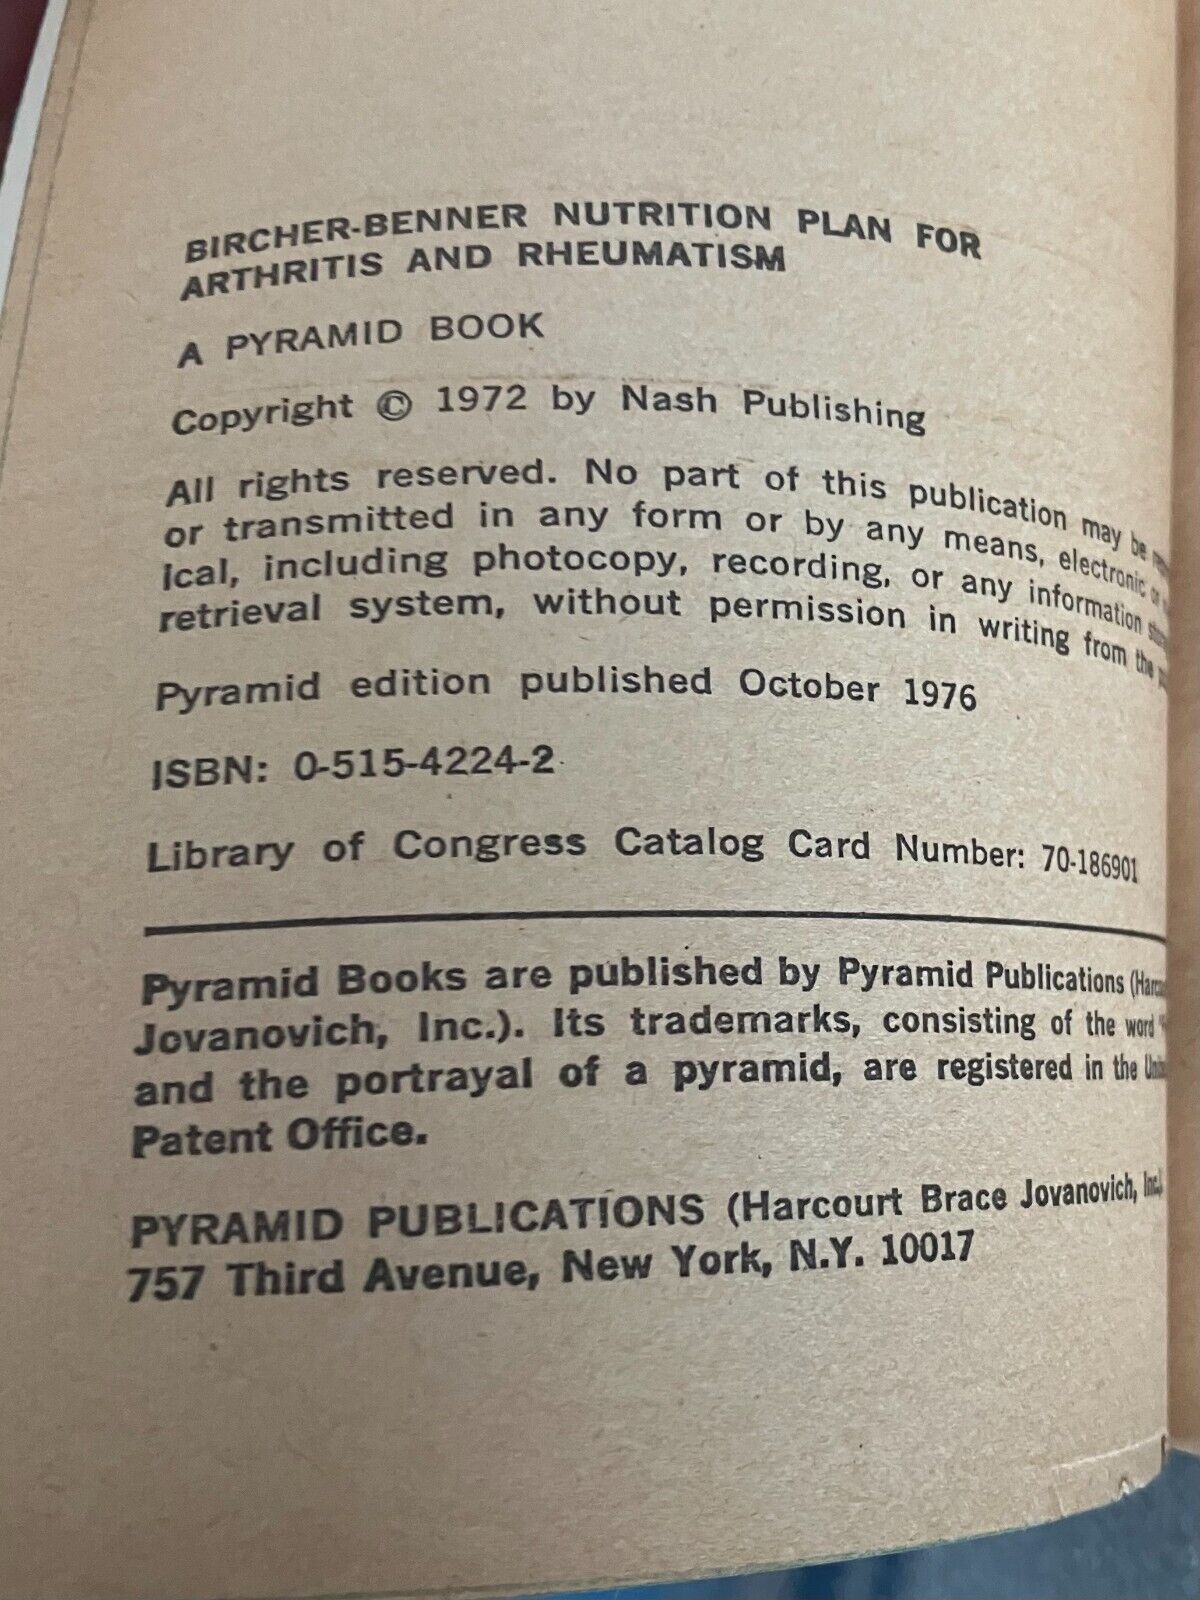 BIRCHER-BENNER NUTRITION PLAN FOR
ARTHRITIS AND RHEUMATISM
A PYRAMID BOOK
Copyright © 1972 by Nash Publishing
All rights reserved. No part of this publication may be
or transmitted in any form or by any means, electronic or
ical, including photocopy, recording, or any information
retrieval system, without permission in writing from the
Pyramid edition published October 1976
ISBN: 0-515-4224-2
Library of Congress Catalog Card Number: 70-186901
Pyramid Books are published by Pyramid Publications
Jovanovich, Inc.). Its trademarks, consisting of the word
and the portrayal of a pyramid, are registered in the
Patent Office.
PYRAMID PUBLICATIONS (Harcourt Brace Jovanovich, Inc.)
757 Third Avenue, New York, N.Y. 10017